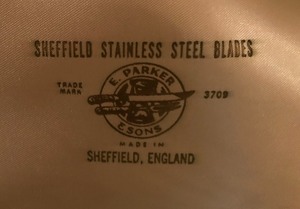 SHEFFIELD STAINLESS STEEL BLADES
E. PARKER
TRADE
MARK
3709
& SONS
MADE IN
SHEFFIELD, ENGLAND